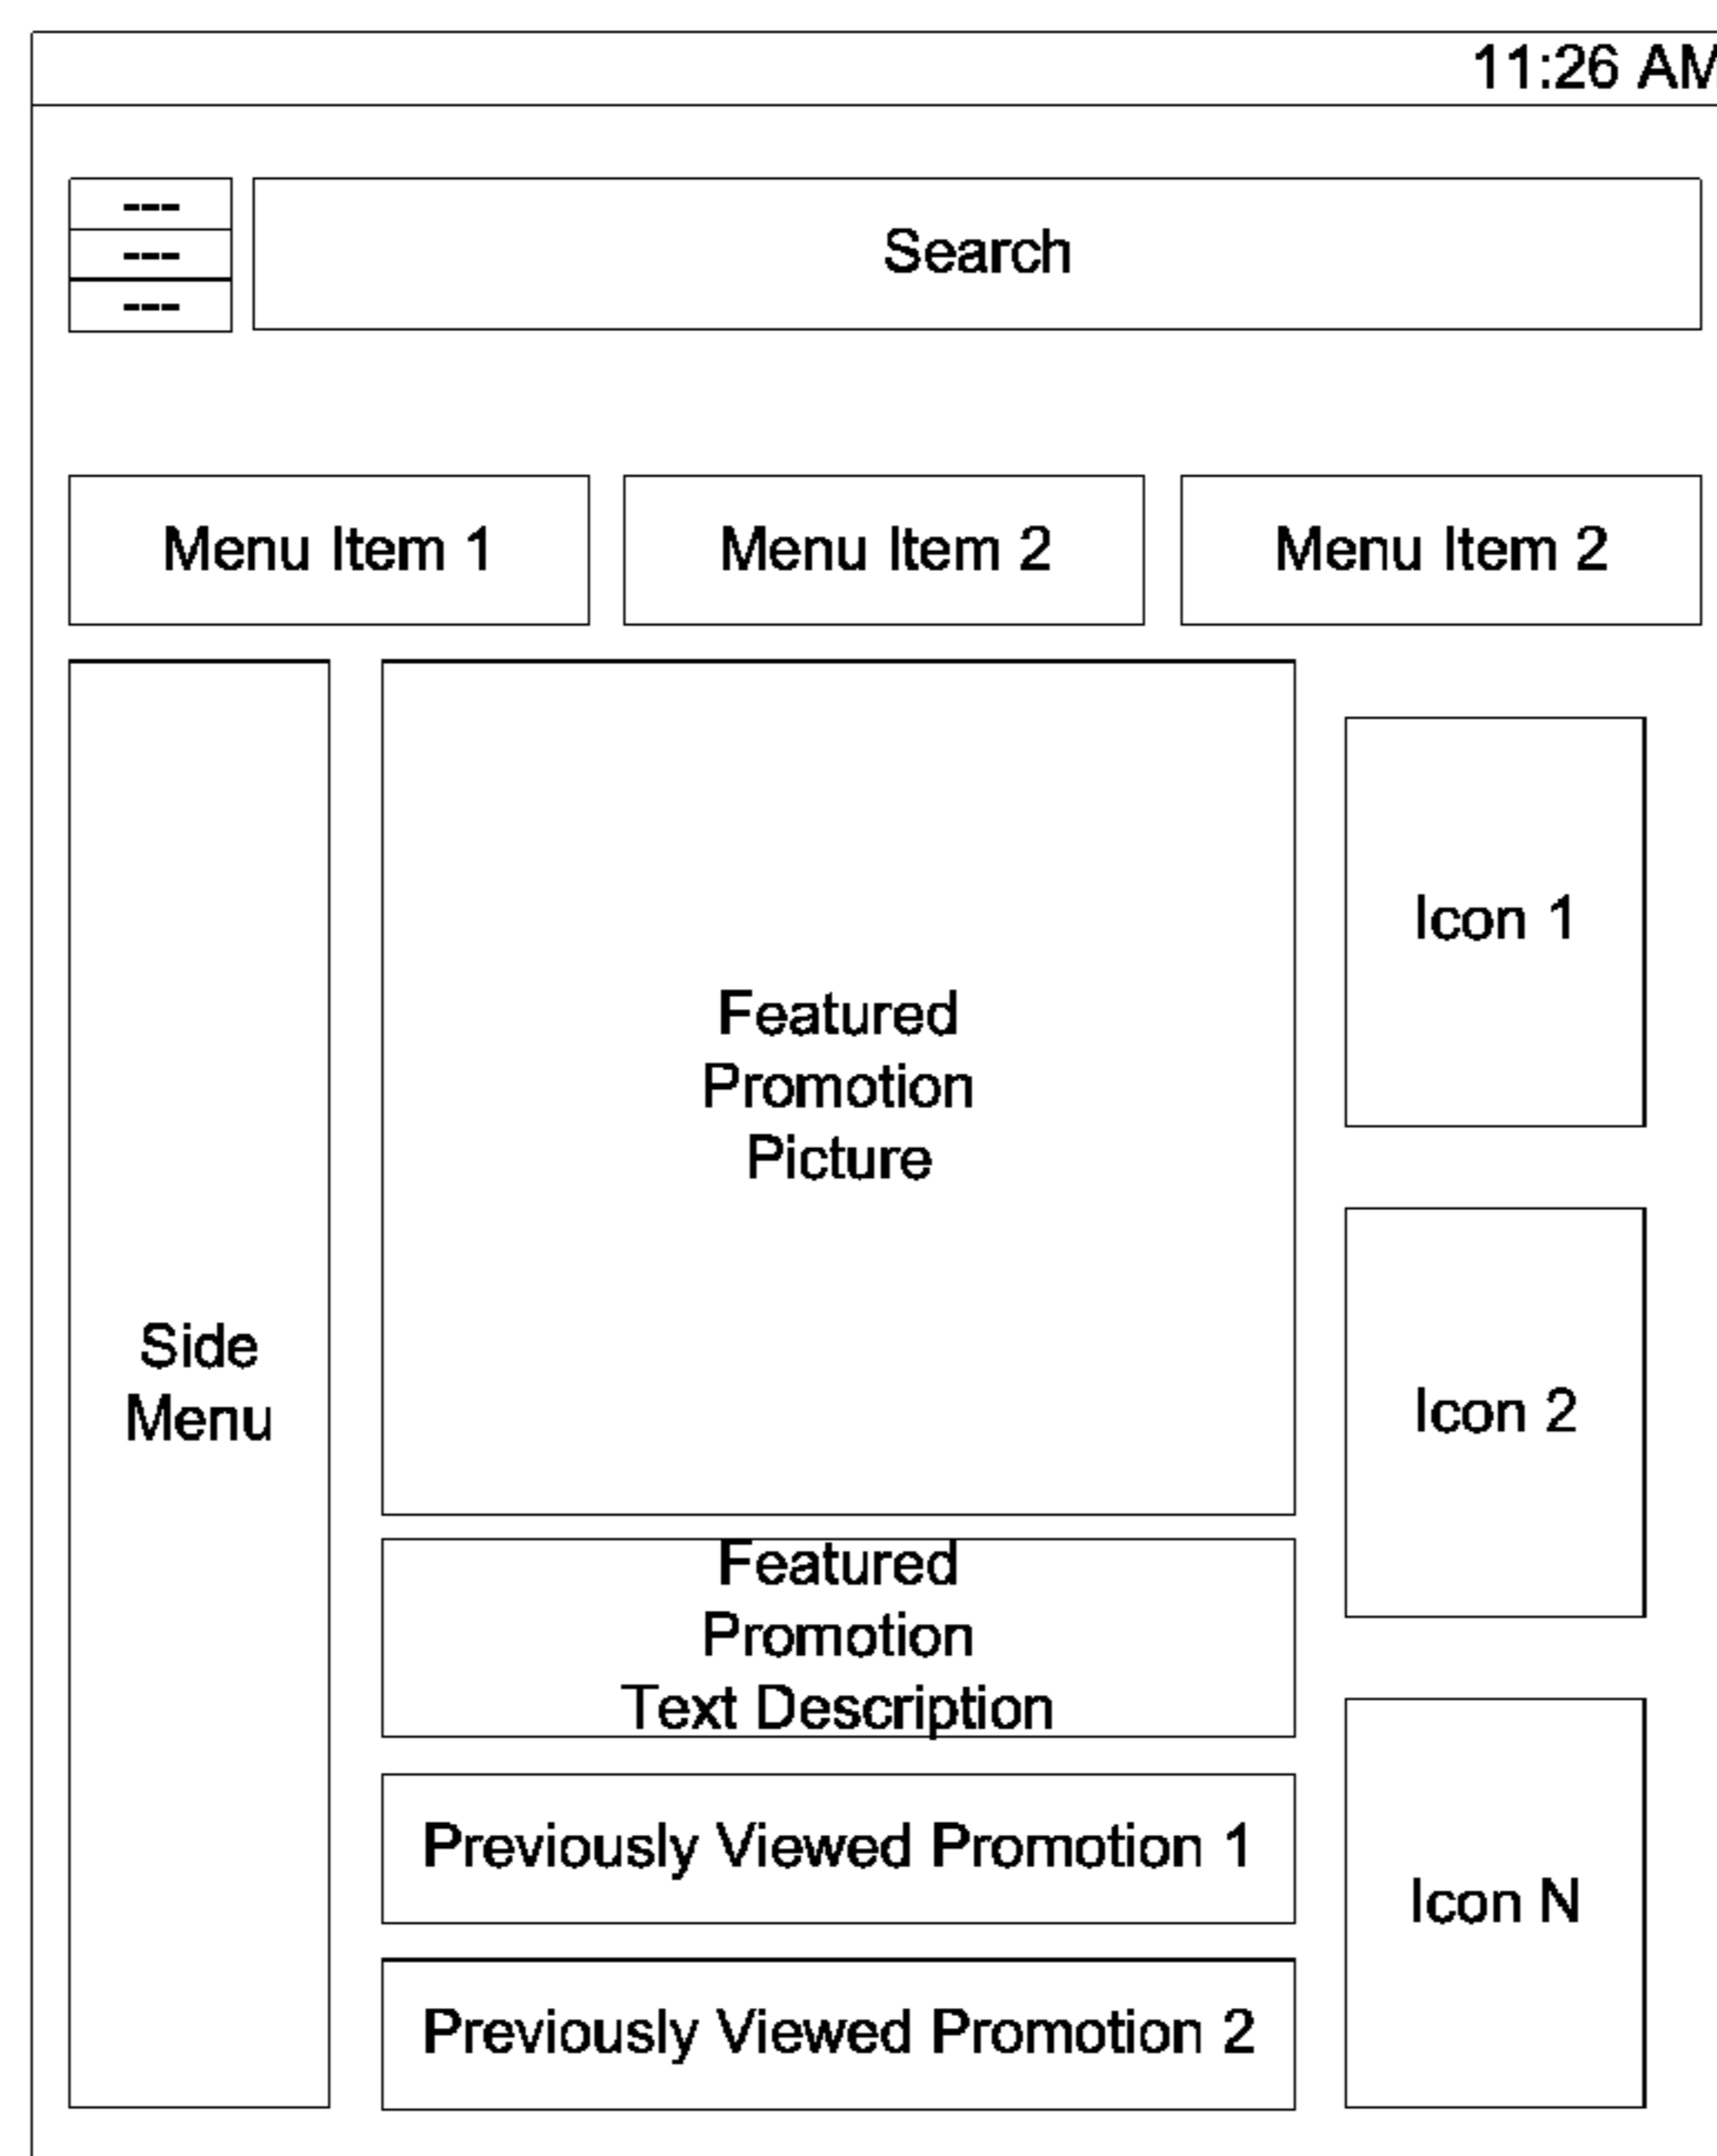 11:26 AM
---
---
---
Search
Menu Item 1
Menu Item 2
Menu Item 2
Side
Menu
Featured
Promotion
Picture
Featured
Promotion
Text Description
Previously Viewed Promotion 1
Previously Viewed Promotion 2
Icon 1
Icon 2
Icon N